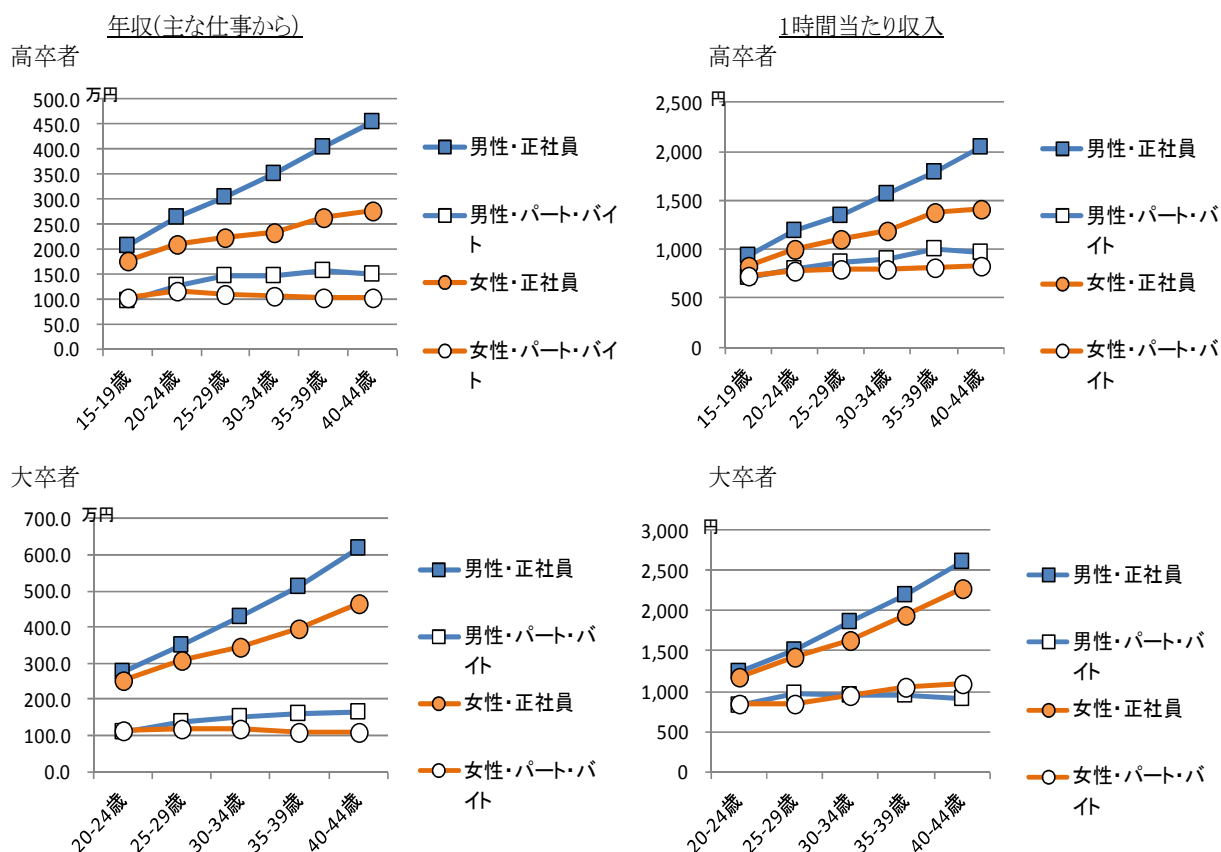 年収(主な仕事から)
高卒者
万円
500.0
450.0
400.0
350.0
300.0
250.0
200.0
150.0
100.0
50.0
0.0
15-19歳
20-24歳
25-29歳
30-34歳
35-39歳
40-44歳
男性・正社員
男性・パート・バイ
ト
女性・正社員
女性・パート・バイ
ト
1時間当たり収入
高卒者
円
2,500
2,000
1,500
1,000
500
0
15-19歳
20-24歳
25-29歳
30-34歳
35-39歳
40-44歳
男性・正社員
男性・パート・バ
イト
女性・正社員
女性・パート・バ
イト
大卒者
万円
700.0
600.0
500.0
400.0
300.0
200.0
100.0
0.0
20-24歳
25-29歳
30-34歳
35-39歳
40-44歳
男性・正社員
男性・パート・バ
イト
女性・正社員
女性・パート・バ
イト
大卒者
円
3,000
2,500
2,000
1,500
1,000
500
0
20-24歳
25-29歳
30-34歳
35-39歳
40-44歳
男性・正社員
男性・パート・バ
イト
女性・正社員
女性・パート・バ
イト